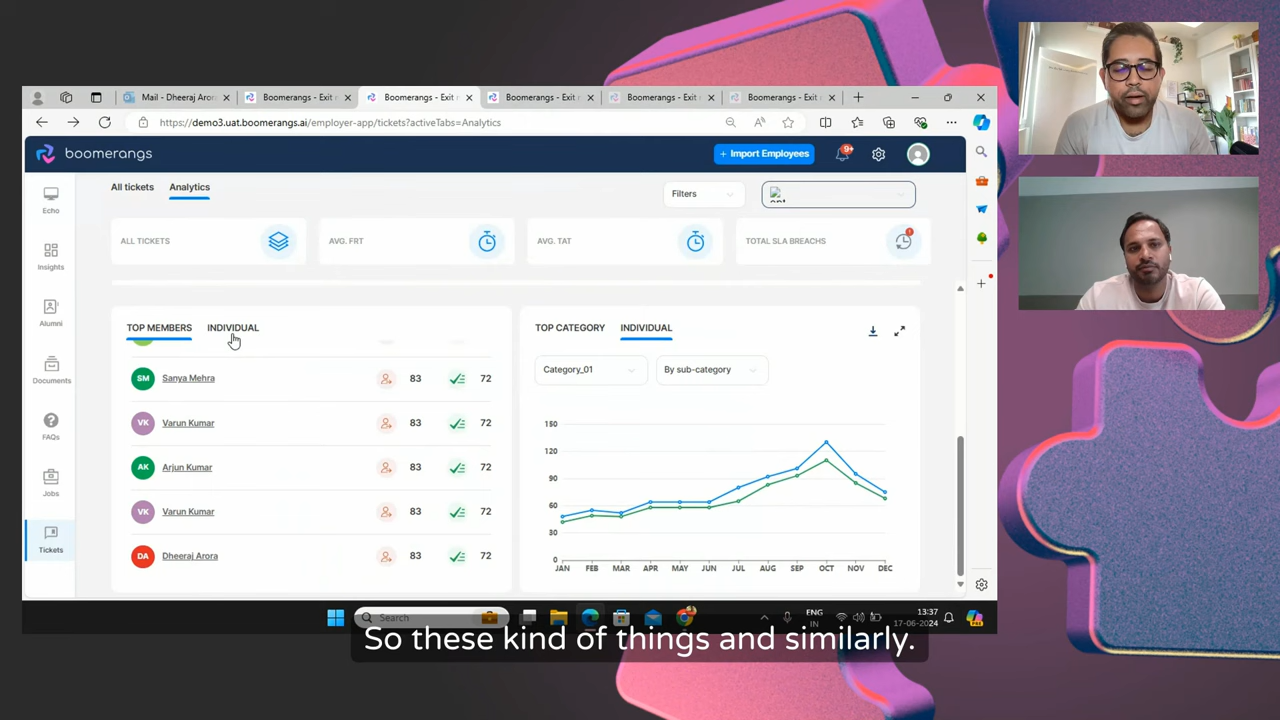 Mail - Dheeraj Arora
Boomerangs - Exit
Boomerangs - Exit
Boomerangs - Exit
Boomerangs - Exit
Boomerangs - Exit
https://demo3.uat.boomerangs.ai/employer-app/tickets?activeTabs=Analytics
boomerangs
+ Import Employees
9+
Echo
Insights
Alumni
Documents
FAQs
Jobs
Tickets
All tickets
Analytics
Filters
ALL TICKETS
AVG. FRT
AVG. TAT
TOTAL SLA BREACHS
TOP MEMBERS
INDIVIDUAL
SM Sanya Mehra 83 72
VK Varun Kumar 83 72
AK Arjun Kumar 83 72
VK Varun Kumar 83 72
DA Dheeraj Arora 83 72
TOP CATEGORY
INDIVIDUAL
Category_01
By sub-category
150
120
90
60
30
0
JAN FEB MAR APR MAY JUN JUL AUG SEP OCT NOV DEC
Search
ENG
IN
13:37
17-06-2024
So these kind of things and similarly.